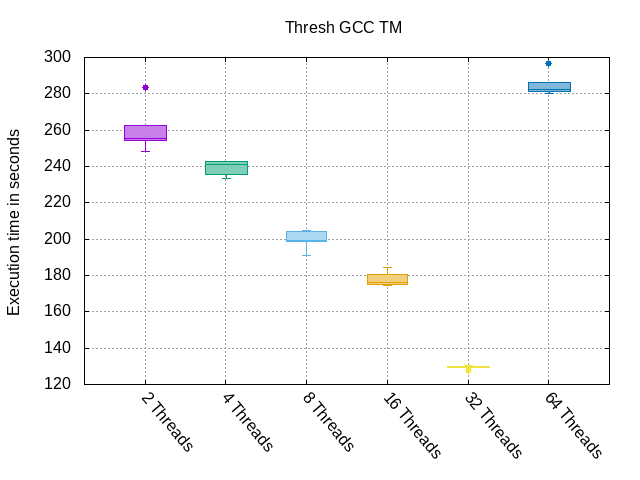 Thresh GCC TM
Execution time in seconds
300
280
260
240
220
200
180
160
140
120
2 Threads
4 Threads
8 Threads
16 Threads
32 Threads
64 Threads